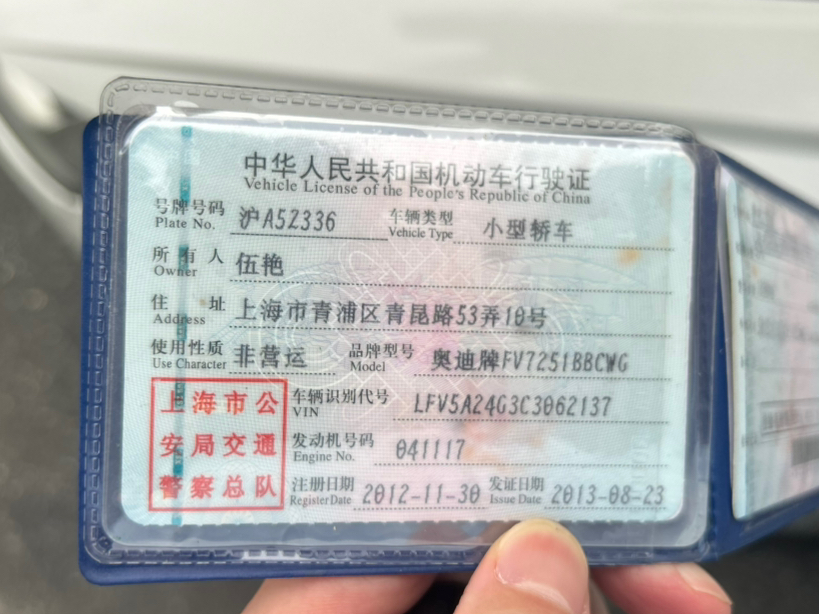 中华人民共和国机动车行驶证
Vehicle License of the People's Republic of China
号牌号码 沪A52336 车辆类型 小型轿车
Plate No. Vehicle Type
所有人 伍艳
Owner
住址 上海市青浦区青昆路53弄10号
Address
使用性质 非营运 品牌型号 奥迪牌FV7251BBCWG
Use Character Model
上海市公
安局交通
警察总队
车辆识别代号 LFV5A24G3C3062137
VIN
发动机号码 041117
Engine No.
注册日期 2012-11-30 发证日期 2013-08-23
Register Date Issue Date